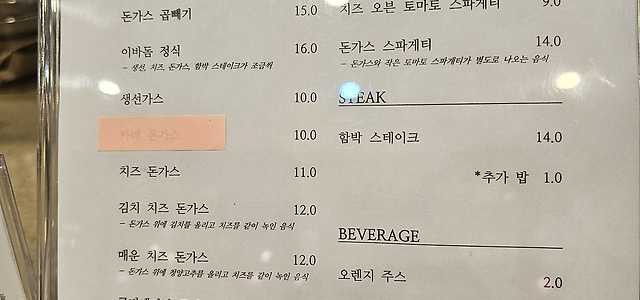 돈가스 곱빼기 15.0
이바돔 정식 16.0
- 생선, 치즈, 돈가스, 함박 스테이크가 조금씩
생선가스 10.0
돈가스 10.0
치즈 돈가스 11.0
김치 치즈 돈가스 12.0
- 돈가스 위에 김치를 올리고 치즈를 같이 녹인 음식
매운 치즈 돈가스 12.0
- 돈가스 위에 청양고추를 올리고 치즈를 같이 녹인 음식
치즈 오븐 토마토 스파게티 9.0
돈가스 스파게티 14.0
- 돈가스와 작은 토마토 스파게티가 별도로 나오는 음식
STEAK
함박 스테이크 14.0
*추가 밥 1.0
BEVERAGE
오렌지 주스 2.0